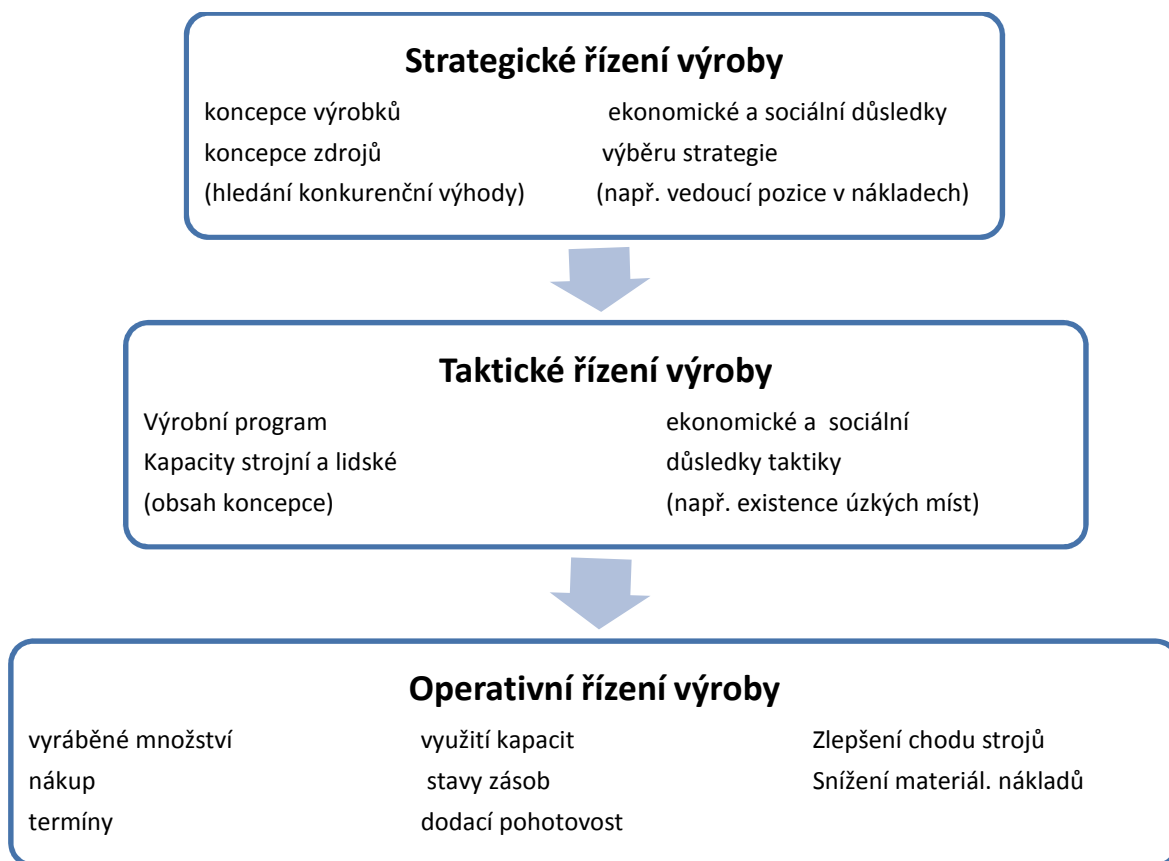 Strategické řízení výroby
koncepce výrobků ekonomické a sociální důsledky
koncepce zdrojů výběru strategie
(hledání konkurenční výhody) (např. vedoucí pozice v nákladech)
Taktické řízení výroby
Výrobní program ekonomické a sociální
Kapacity strojní a lidské důsledky taktiky
(obsah koncepce) (např. existence úzkých míst)
Operativní řízení výroby
vyráběné množství využití kapacit Zlepšení chodu strojů
nákup stavy zásob Snížení materiál. nákladů
termíny dodací pohotovost